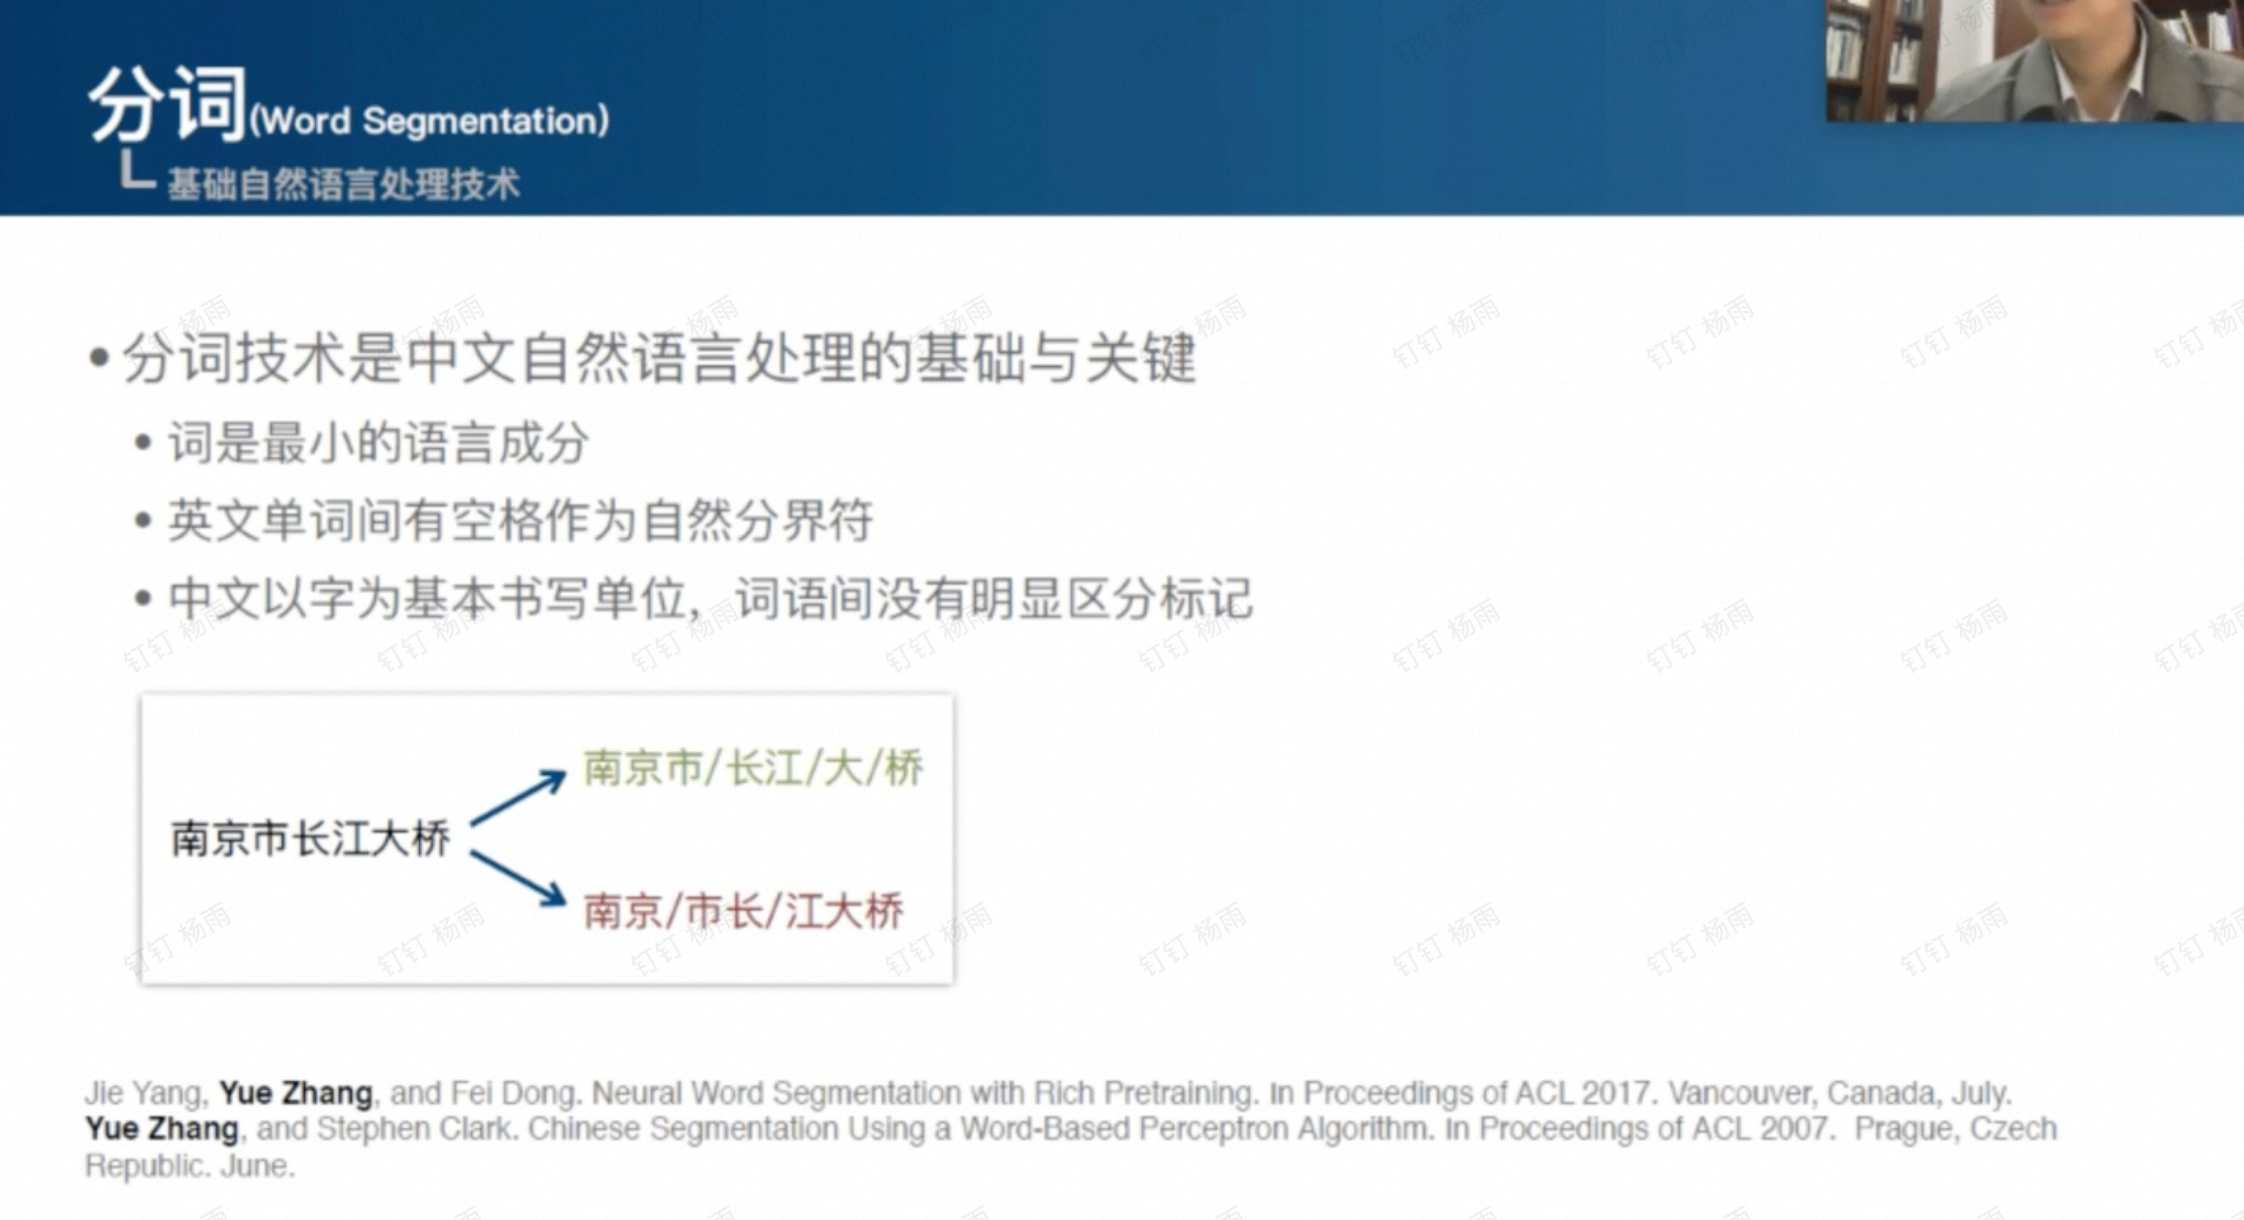 分词(Word Segmentation)
基础自然语言处理技术
• 分词技术是中文自然语言处理的基础与关键
• 词是最小的语言成分
• 英文单词间有空格作为自然分界符
• 中文以字为基本书写单位，词语间没有明显区分标记
南京市/长江/大/桥
南京市长江大桥
南京/市长/江大桥
Jie Yang, Yue Zhang, and Fei Dong. Neural Word Segmentation with Rich Pretraining. In Proceedings of ACL 2017. Vancouver, Canada, July.
Yue Zhang, and Stephen Clark. Chinese Segmentation Using a Word-Based Perceptron Algorithm. In Proceedings of ACL 2007. Prague, Czech
Republic. June.
钉钉 杨雨